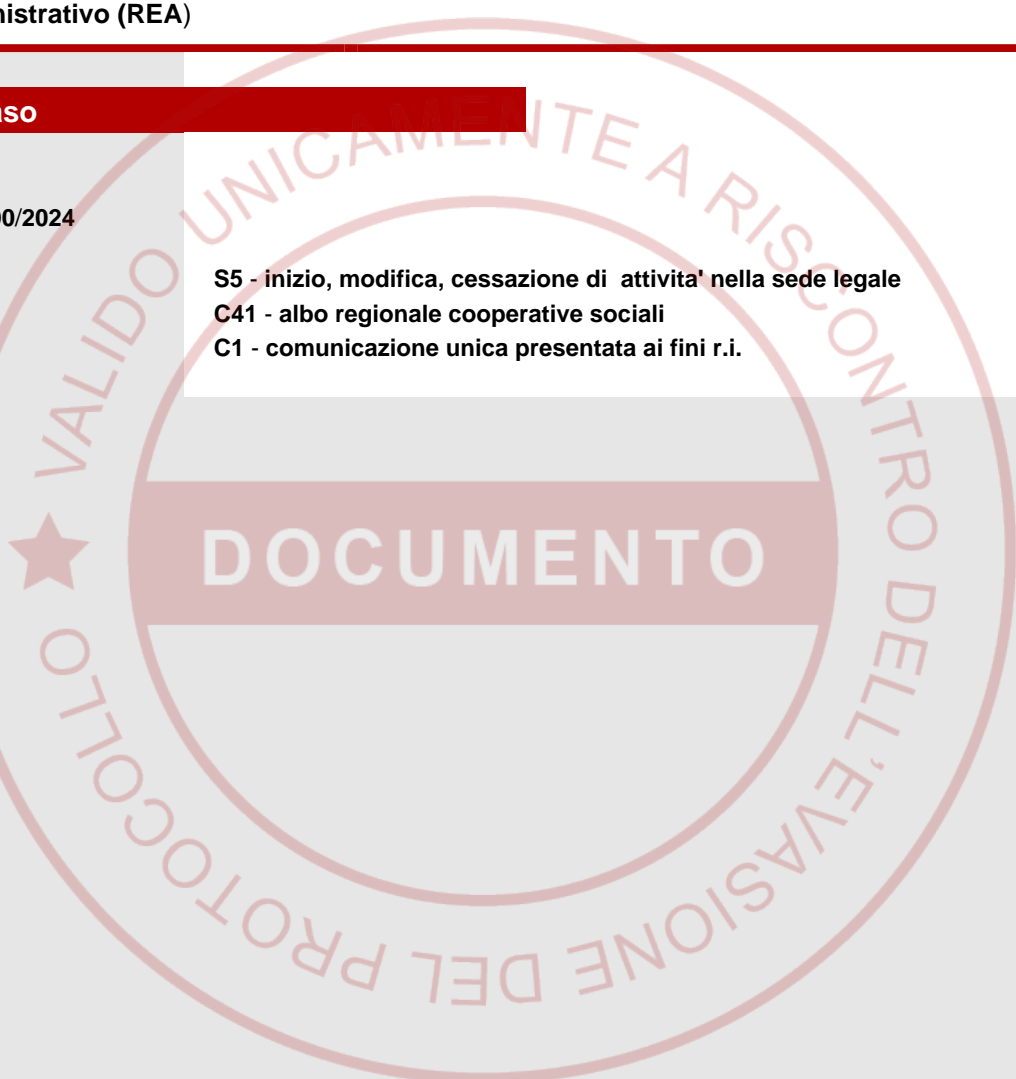 nistrativo (REA)
aso
00/2024
S5 - inizio, modifica, cessazione di attivita' nella sede legale
C41 - albo regionale cooperative sociali
C1 - comunicazione unica presentata ai fini r.i.
VALIDO UNICAMENTE A RISCONTRO DELL'EVASIONE DEL PROTOCOLLO
DOCUMENTO